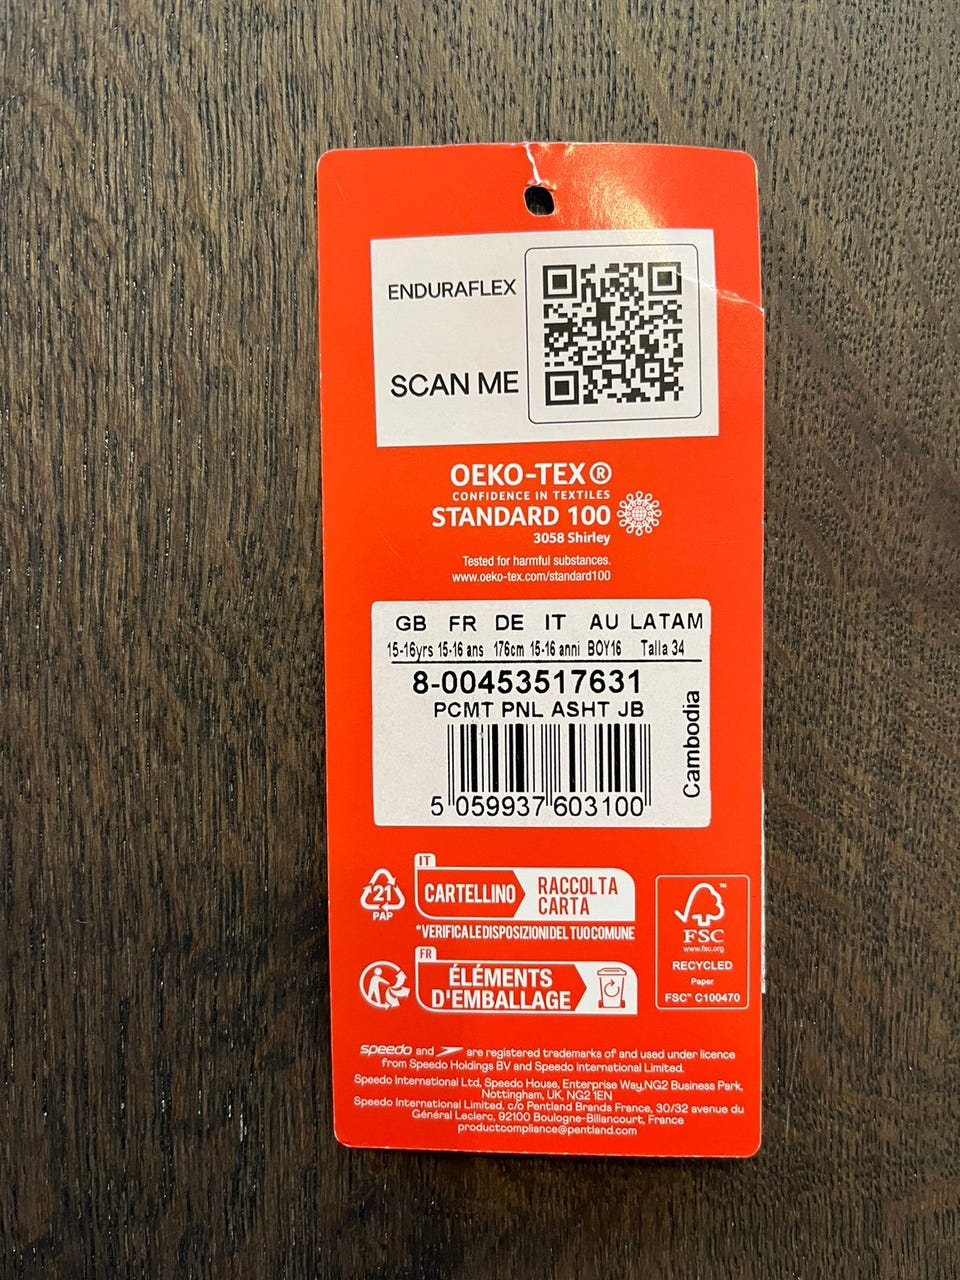 ENDURAFLEX
SCAN ME
OEKO-TEX®
CONFIDENCE IN TEXTILES
STANDARD 100
3058 Shirley
Tested for harmful substances.
www.oeko-tex.com/standard100
GB FR DE IT AU LATAM
15-16yrs 15-16 ans 176cm 15-16 anni BOY16 Talla 34
8-00453517631
PCMT PNL ASHT JB
Cambodia
5 059937 603100
21
PAP
IT
CARTELLINO
RACCOLTA
CARTA
*VERIFICA LE DISPOSIZIONI DEL TUO COMUNE
FR
ÉLÉMENTS
D'EMBALLAGE
FSC
www.fsc.org
RECYCLED
Paper
FSC™ C100470
speedo and are registered trademarks of and used under licence
from Speedo Holdings BV and Speedo International Limited.
Speedo International Ltd, Speedo House, Enterprise Way,NG2 Business Park,
Nottingham, UK, NG2 1EN
Speedo International Limited, c/o Pentland Brands France, 30/32 avenue du
Général Leclerc, 92100 Boulogne-Billancourt, France
productcompliance@pentland.com